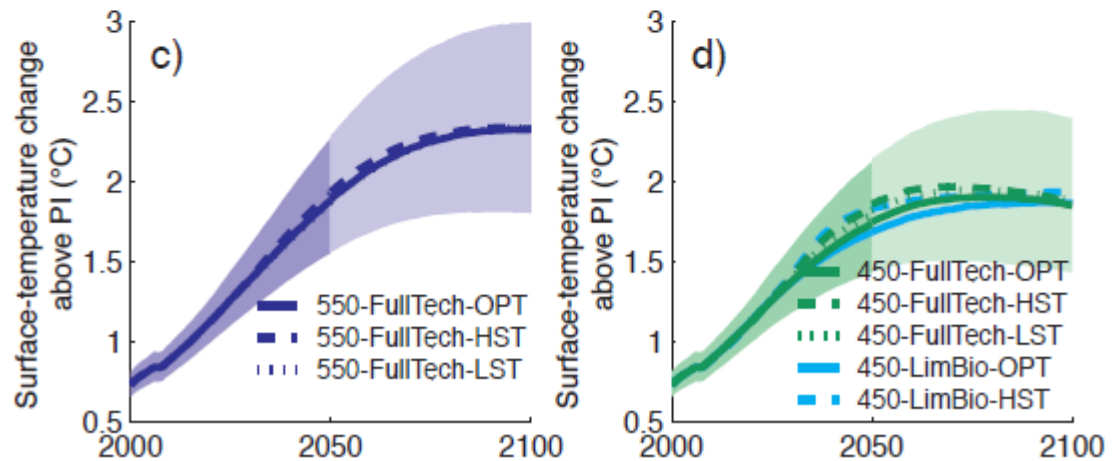 c)
Surface-temperature change
above PI (°C)
3
2.5
2
1.5
1
0.5
2000
2050
2100
550-FullTech-OPT
550-FullTech-HST
550-FullTech-LST
d)
Surface-temperature change
above PI (°C)
3
2.5
2
1.5
1
0.5
2000
2050
2100
450-FullTech-OPT
450-FullTech-HST
450-FullTech-LST
450-LimBio-OPT
450-LimBio-HST